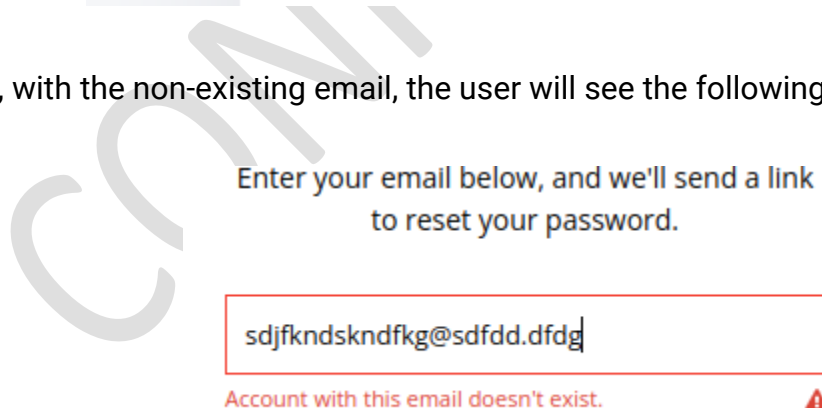 , with the non-existing email, the user will see the following
Enter your email below, and we'll send a link
to reset your password.
sdjfkndskndfkg@sdfdd.dfdg
Account with this email doesn't exist.